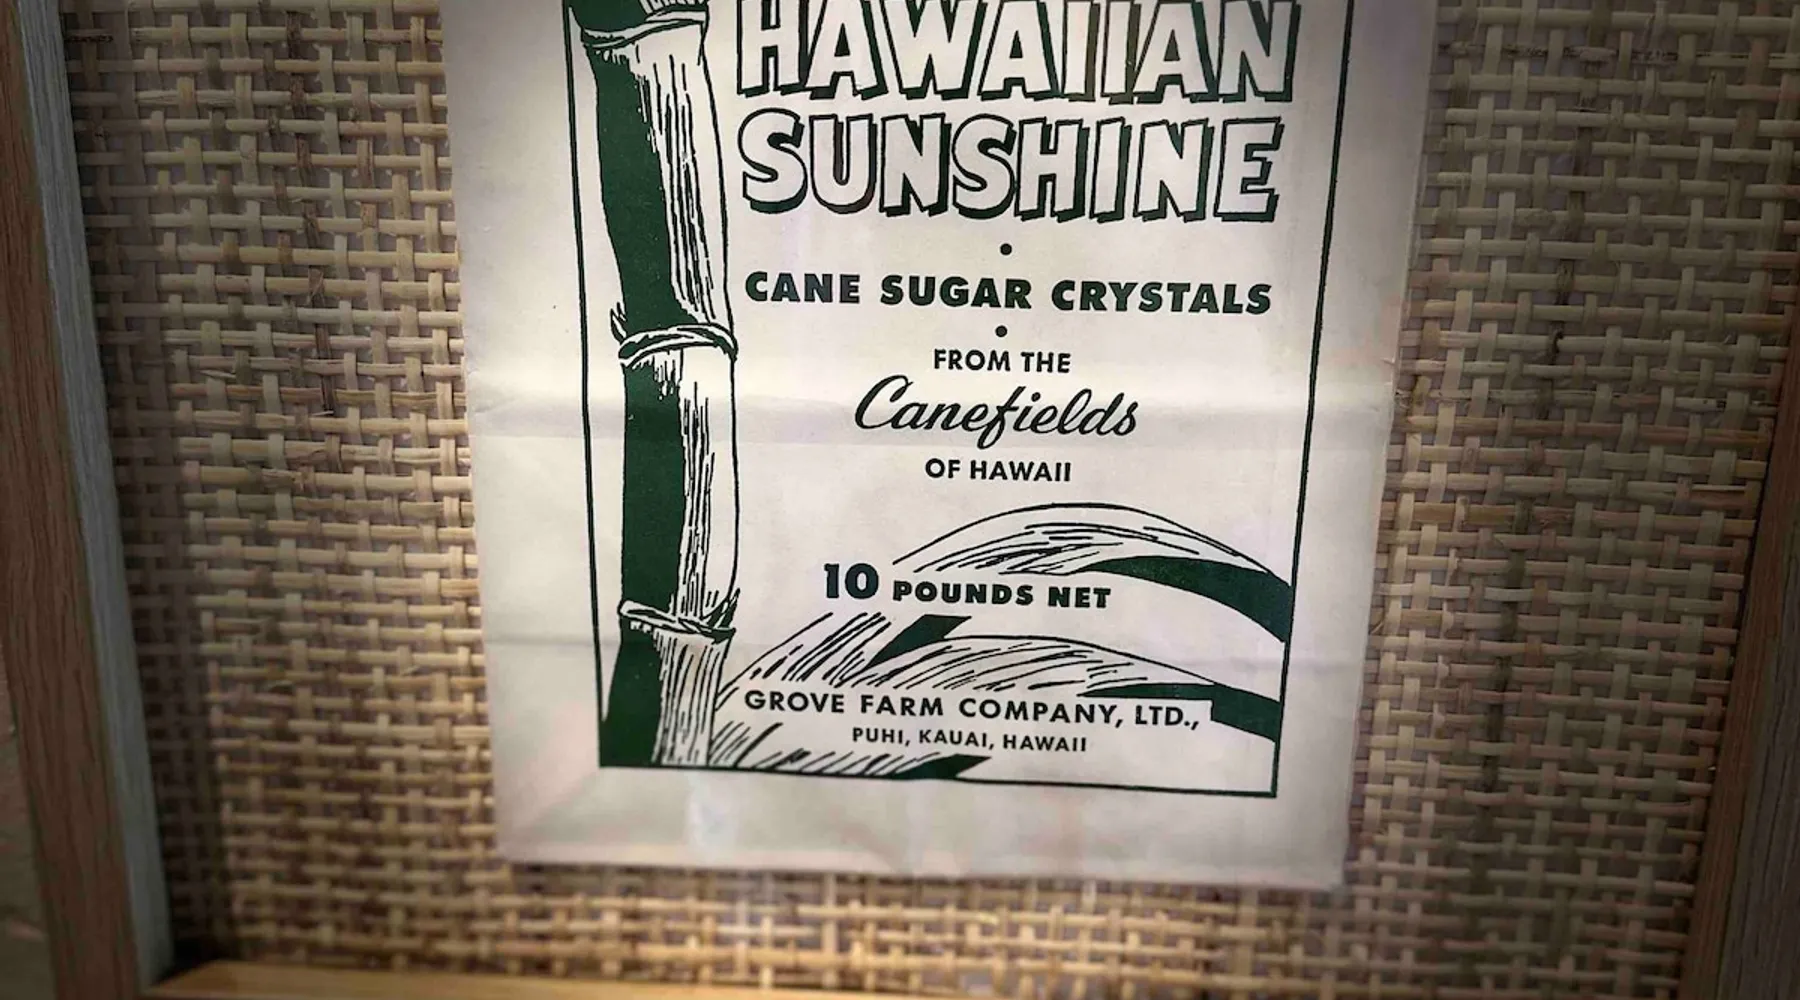 HAWAIIAN
SUNSHINE
CANE SUGAR CRYSTALS
FROM THE
Canefields
OF HAWAII
10 POUNDS NET
GROVE FARM COMPANY, LTD.,
PUHI, KAUAI, HAWAII